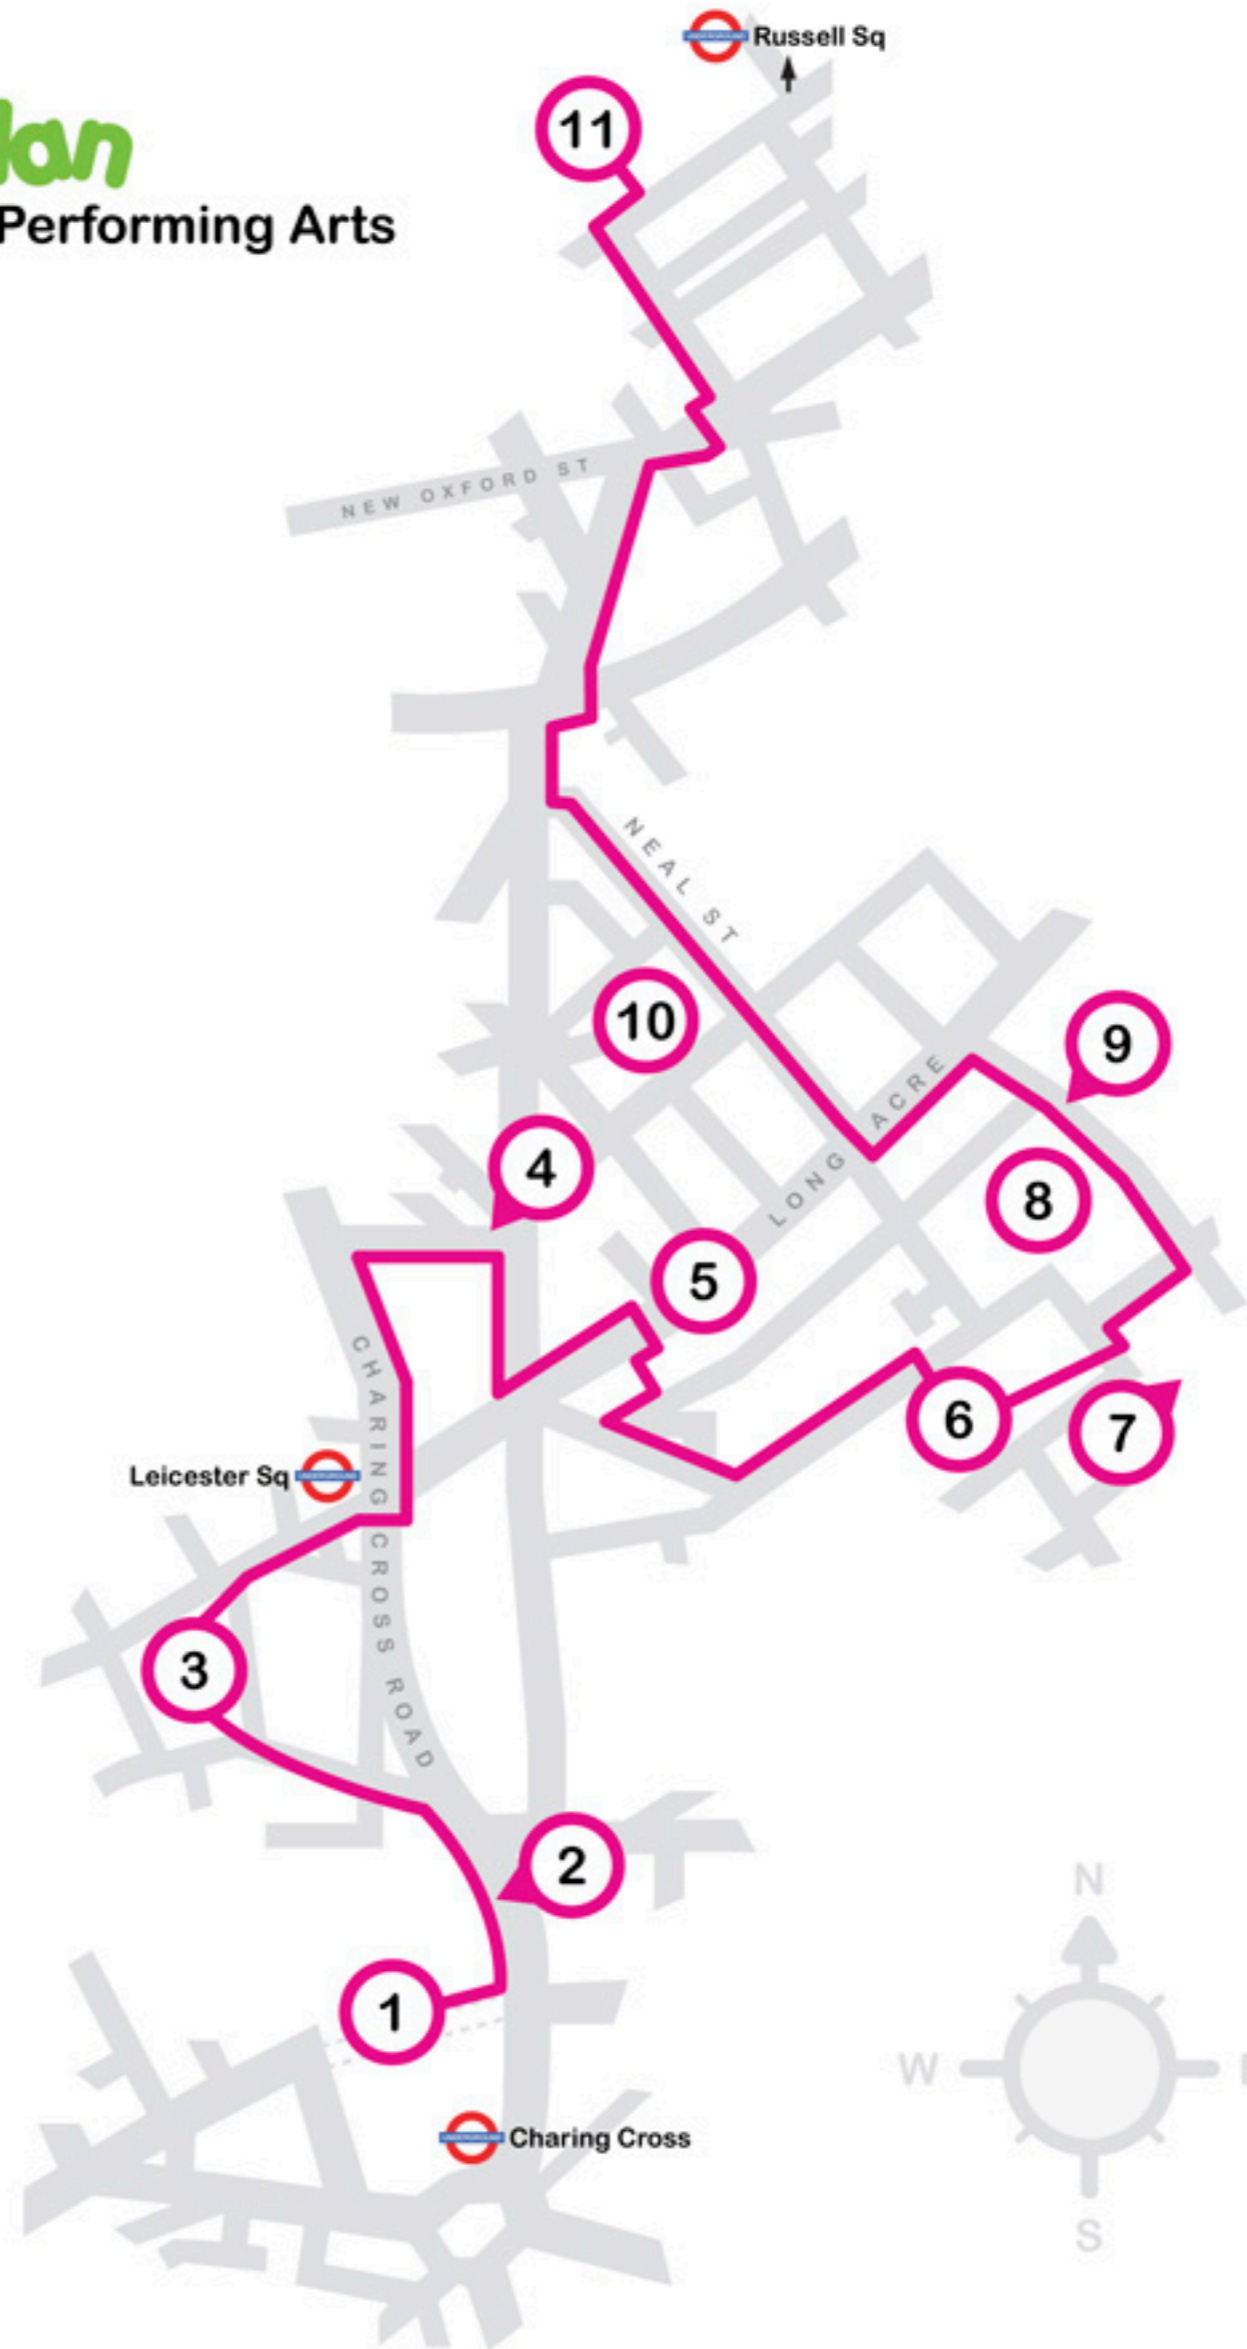 Russell Sq
lan
Performing Arts
11
NEW OXFORD ST
NEAL ST
10
9
LONG ACRE
4
8
5
CHARING CROSS ROAD
6
7
Leicester Sq
3
2
1
Charing Cross
N
W
S